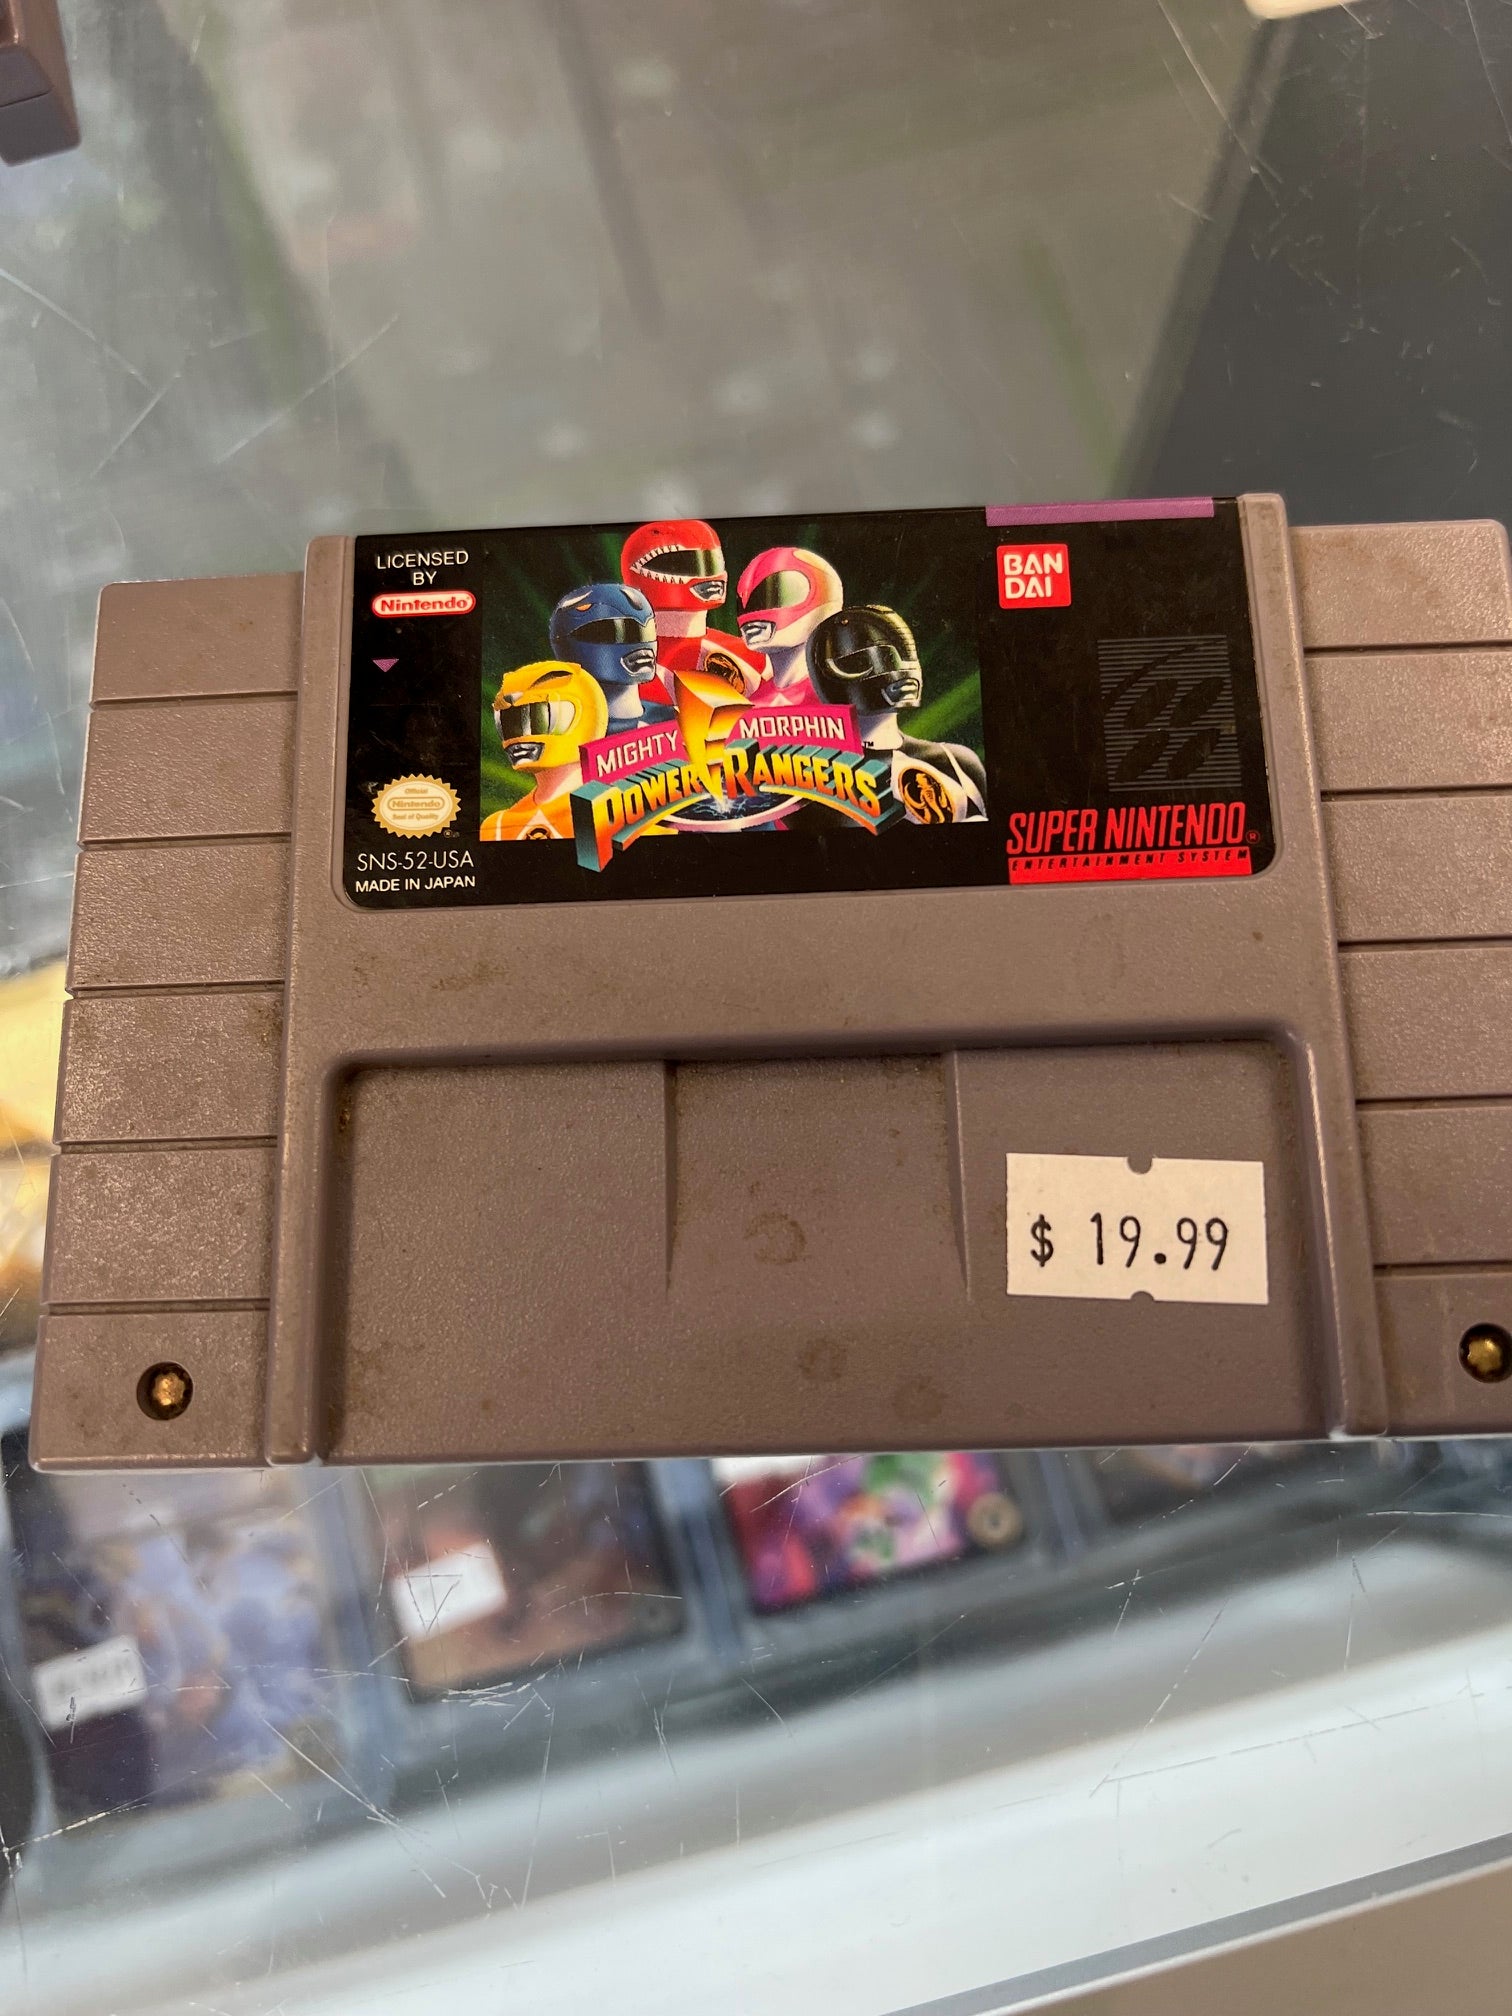 LICENSED
BY
Nintendo
BAN
DAI
MIGHTY MORPHIN
POWER RANGERS
TM
Official
Nintendo
Seal of Quality
SNS-52-USA
MADE IN JAPAN
SUPER NINTENDO®
ENTERTAINMENT SYSTEM
$ 19.99